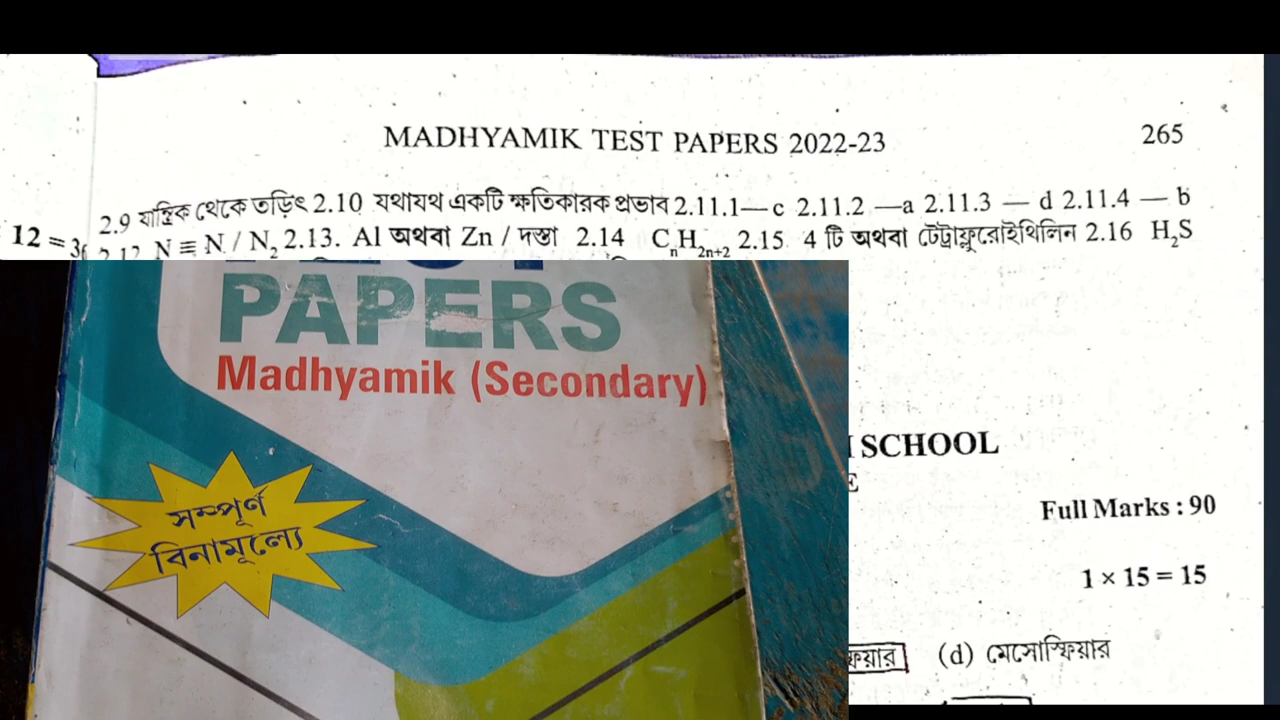 MADHYAMIK TEST PAPERS 2022-23 265
2.9 যান্ত্রিক থেকে তড়িৎ 2.10 যথাযথ একটি ক্ষতিকারক প্রভাব 2.11.1—c 2.11.2 —a 2.11.3 — d 2.11.4 — b
12 = 36
2.12 N ≡ N / N₂ 2.13. Al অথবা Zn / দস্তা 2.14 CₙH₂ₙ₊₂ 2.15. 4 টি অথবা টেট্রাফ্লুরোইথিলিন 2.16 H₂S
PAPERS
Madhyamik (Secondary)
সম্পূর্ণ
বিনামূল্যে
SCHOOL
Full Marks : 90
1 × 15 = 15
(d) মেসোস্ফিয়ার